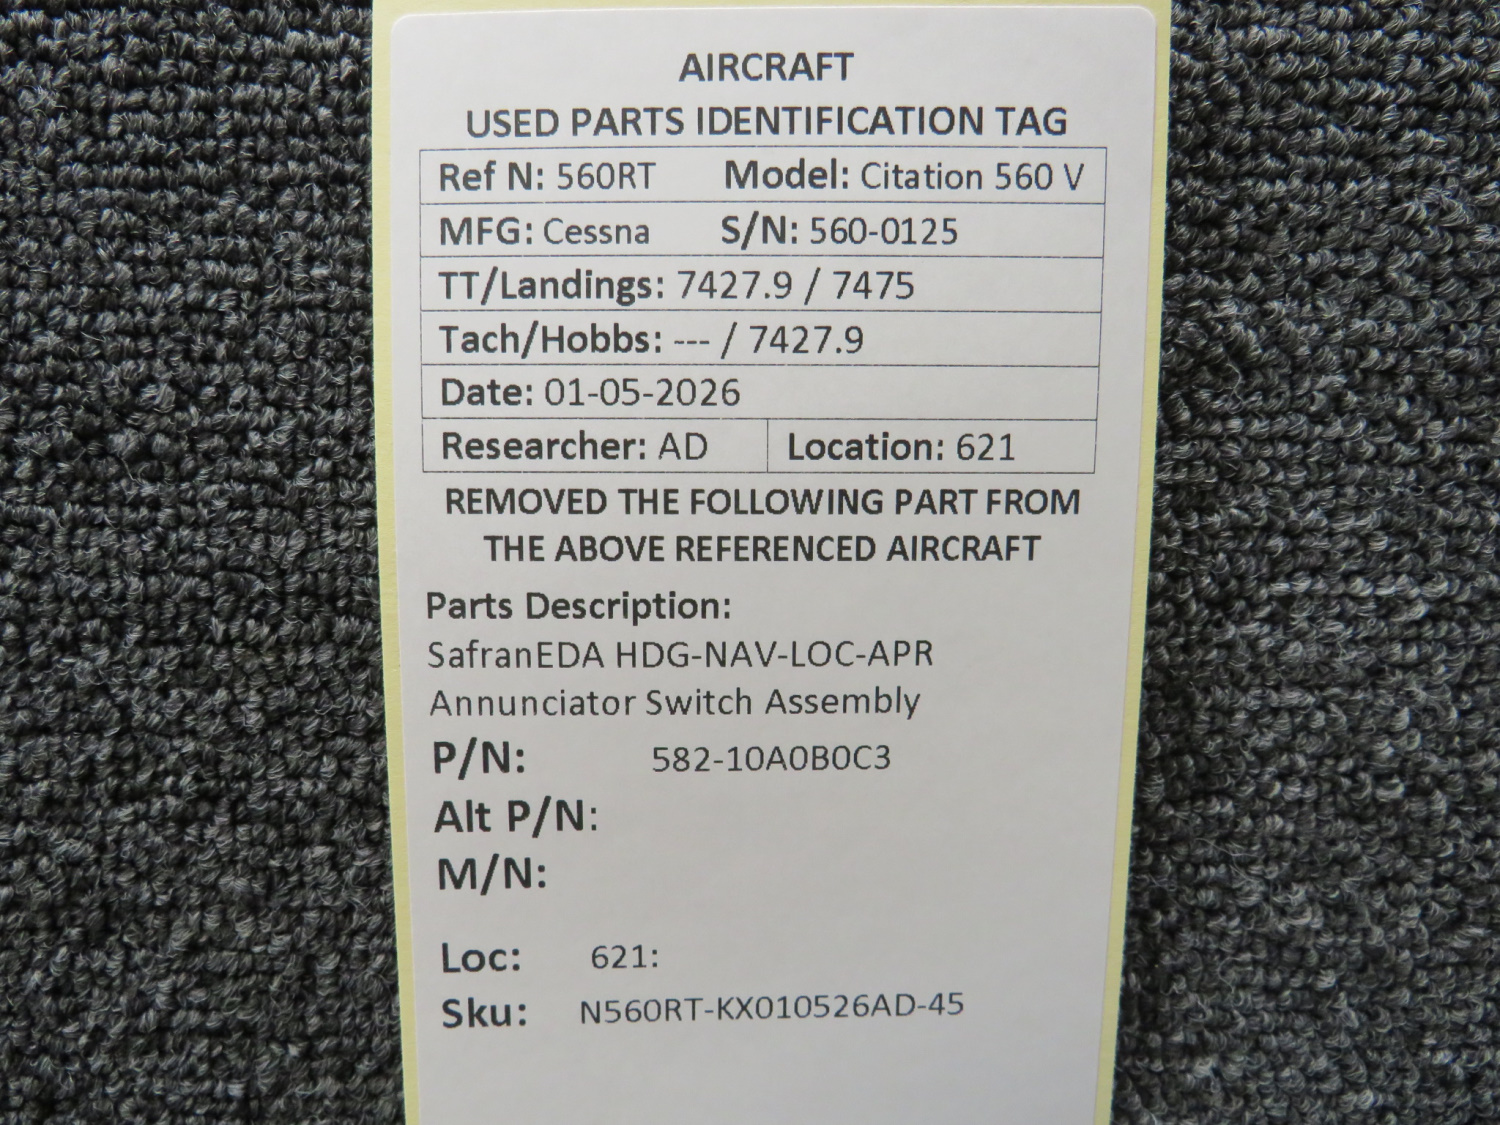 AIRCRAFT
USED PARTS IDENTIFICATION TAG
Ref N: 560RT Model: Citation 560 V
MFG: Cessna S/N: 560-0125
TT/Landings: 7427.9 / 7475
Tach/Hobbs: --- / 7427.9
Date: 01-05-2026
Researcher: AD Location: 621
REMOVED THE FOLLOWING PART FROM
THE ABOVE REFERENCED AIRCRAFT
Parts Description:
SafranEDA HDG-NAV-LOC-APR
Annunciator Switch Assembly
P/N: 582-10A0B0C3
Alt P/N:
M/N:
Loc: 621:
Sku: N560RT-KX010526AD-45